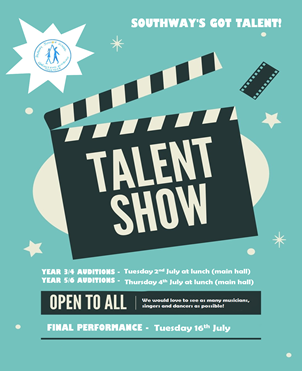 SOUTHWAY'S GOT TALENT!
TALENT
SHOW
YEAR 3/4 AUDITIONS - Tuesday 2nd July at lunch (main hall)
YEAR 5/6 AUDITIONS - Thursday 4th July at lunch (main hall)
OPEN TO ALL
We would love to see as many musicians,
singers and dancers as possible!
FINAL PERFORMANCE - Tuesday 16th July